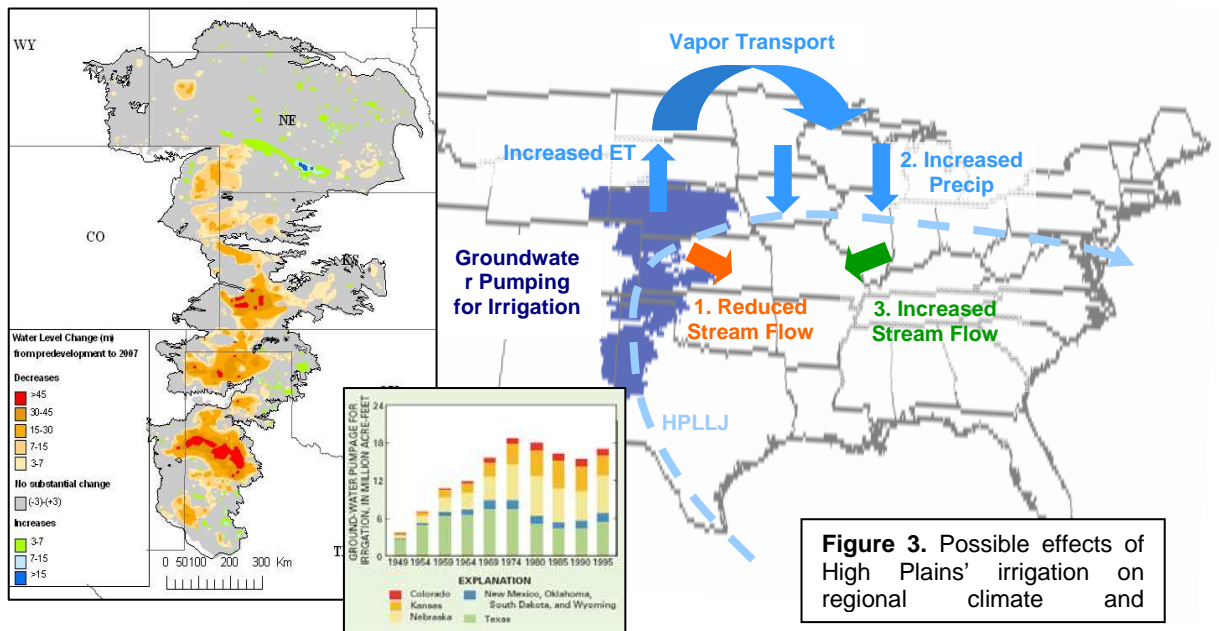 WY
NE
CO
KS
Water Level Change (m)
from predevelopment to 2007
Decreases
>45
30-45
15-30
7-15
3-7
No substantial change
(-3)-(+3)
Increases
3-7
7-15
>15
0 50 100 200 300 Km
GROUND-WATER PUMPAGE FOR
IRRIGATION, IN MILLION ACRE-FEET
24
18
12
6
0
1949 1954 1959 1964 1969 1974 1980 1985 1990 1995
EXPLANATION
Colorado
Kansas
Nebraska
New Mexico, Oklahoma,
South Dakota, and Wyoming
Texas
Vapor Transport
Increased ET
2. Increased
Precip
Groundwate
r Pumping
for Irrigation
1. Reduced
Stream Flow
3. Increased
Stream Flow
HPLLJ
Figure 3. Possible effects of
High Plains' irrigation on
regional climate and